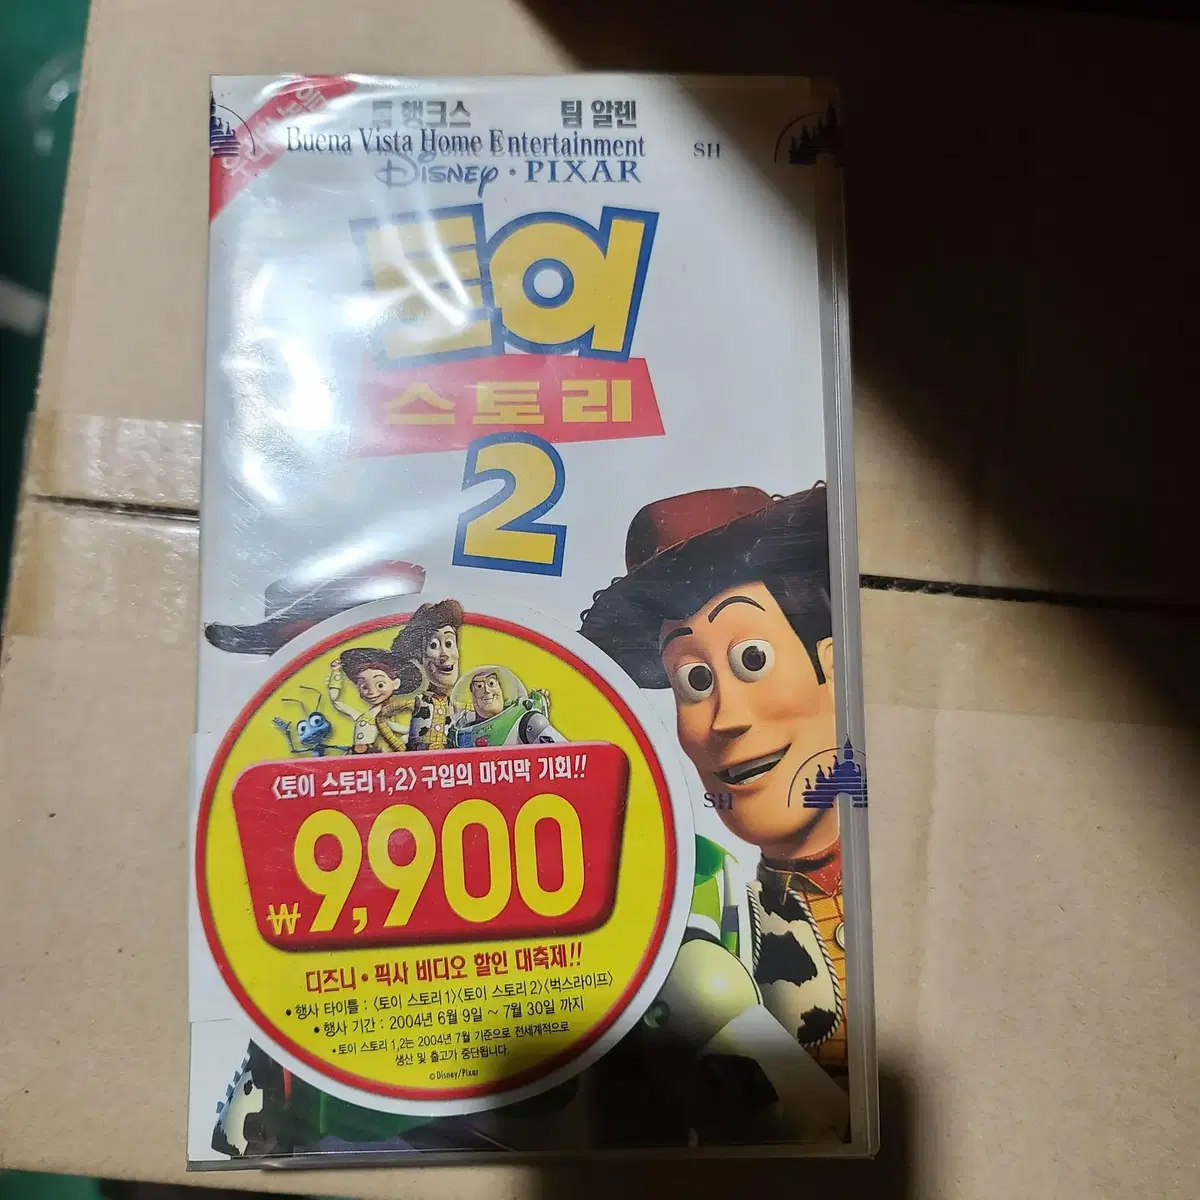 우리말 녹음
톰 행크스 팀 알렌
Buena Vista Home Entertainment SH
DISNEY · PIXAR
토이
스토리
2
SH
<토이 스토리1,2> 구입의 마지막 기회!!
₩9,900
디즈니 • 픽사 비디오 할인 대축제!!
• 행사 타이틀 : <토이 스토리1><토이 스토리2><벅스라이프>
• 행사 기간 : 2004년 6월 9일 ~ 7월 30일 까지
• 토이 스토리 1,2는 2004년 7월 기준으로 전세계적으로
생산 및 출고가 중단됩니다.
©Disney/Pixar